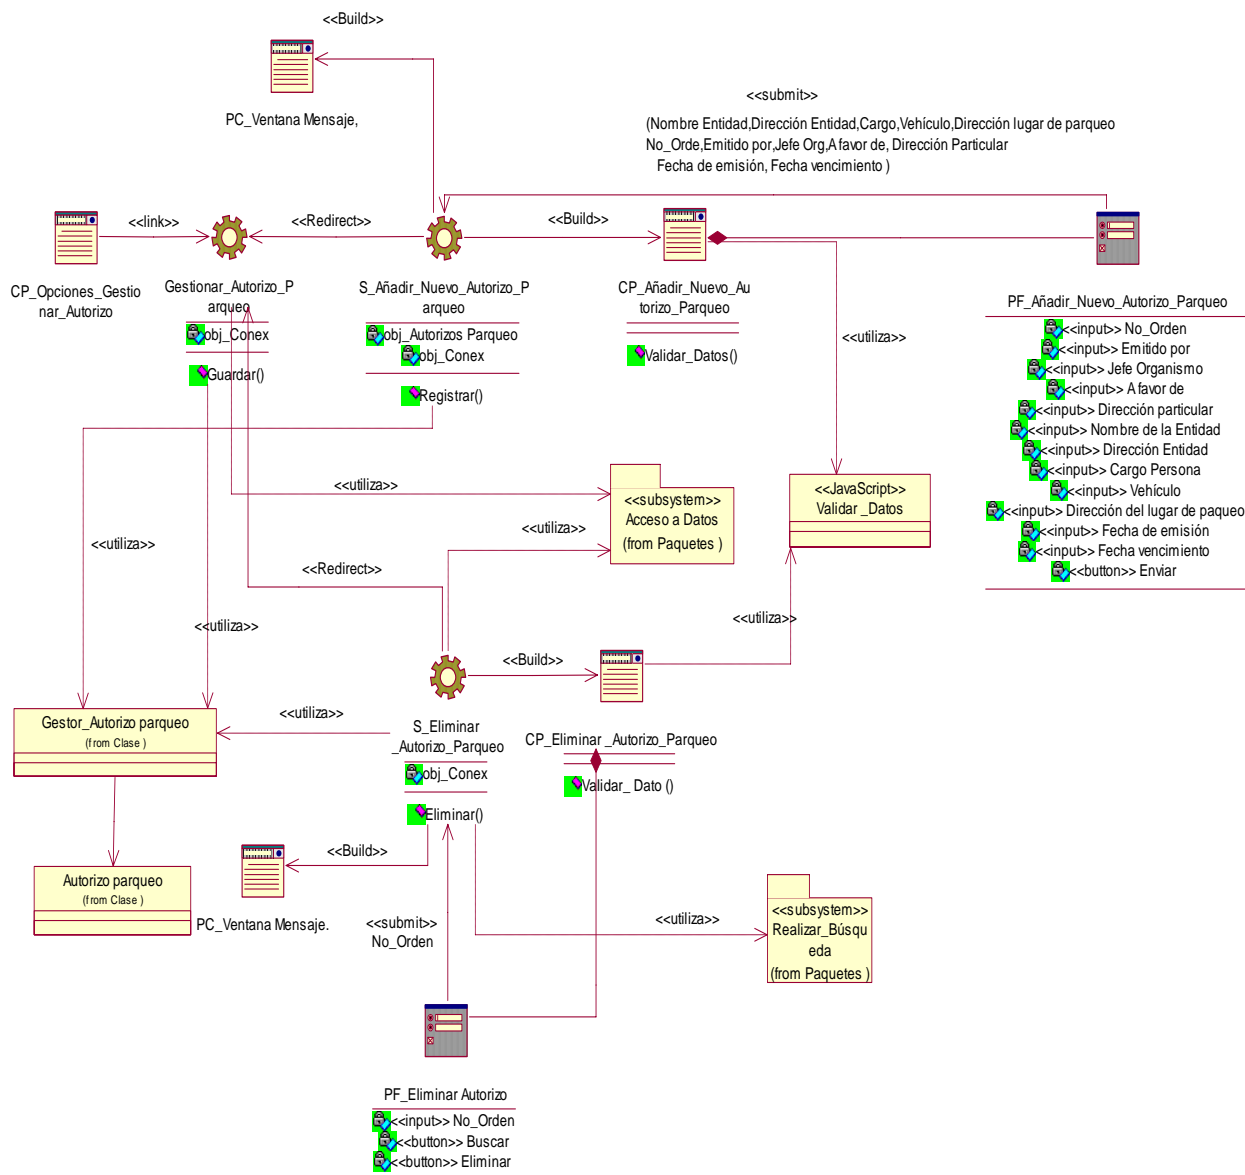 <<Build>>
PC_Ventana Mensaje,
<<submit>>
(Nombre Entidad,Dirección Entidad,Cargo,Vehículo,Dirección lugar de parqueo
No_Orde,Emitido por,Jefe Org,A favor de, Dirección Particular
Fecha de emisión, Fecha vencimiento )
<<link>>
<<Redirect>>
<<Build>>
CP_Opciones_Gestio
nar_Autorizo
Gestionar_Autorizo_P
arqueo
obj_Conex
Guardar()
S_Añadir_Nuevo_Autorizo_P
arqueo
obj_Autorizos Parqueo
obj_Conex
Registrar()
CP_Añadir_Nuevo_Au
torizo_Parqueo
Validar_Datos()
<<utiliza>>
PF_Añadir_Nuevo_Autorizo_Parqueo
<<input>> No_Orden
<<input>> Emitido por
<<input>> Jefe Organismo
<<input>> A favor de
<<input>> Dirección particular
<<input>> Nombre de la Entidad
<<input>> Dirección Entidad
<<input>> Cargo Persona
<<input>> Vehículo
<<input>> Dirección del lugar de paqueo
<<input>> Fecha de emisión
<<input>> Fecha vencimiento
<<button>> Enviar
<<utiliza>>
<<subsystem>>
Acceso a Datos
(from Paquetes )
<<JavaScript>>
Validar _Datos
<<utiliza>>
<<utiliza>>
<<Redirect>>
<<utiliza>>
<<utiliza>>
<<Build>>
Gestor_Autorizo parqueo
(from Clase )
<<utiliza>>
S_Eliminar
_Autorizo_Parqueo
obj_Conex
Eliminar()
CP_Eliminar _Autorizo_Parqueo
Validar_ Dato ()
Autorizo parqueo
(from Clase )
<<Build>>
PC_Ventana Mensaje.
<<submit>>
No_Orden
<<utiliza>>
<<subsystem>>
Realizar_Búsqu
eda
(from Paquetes )
PF_Eliminar Autorizo
<<input>> No_Orden
<<button>> Buscar
<<button>> Eliminar